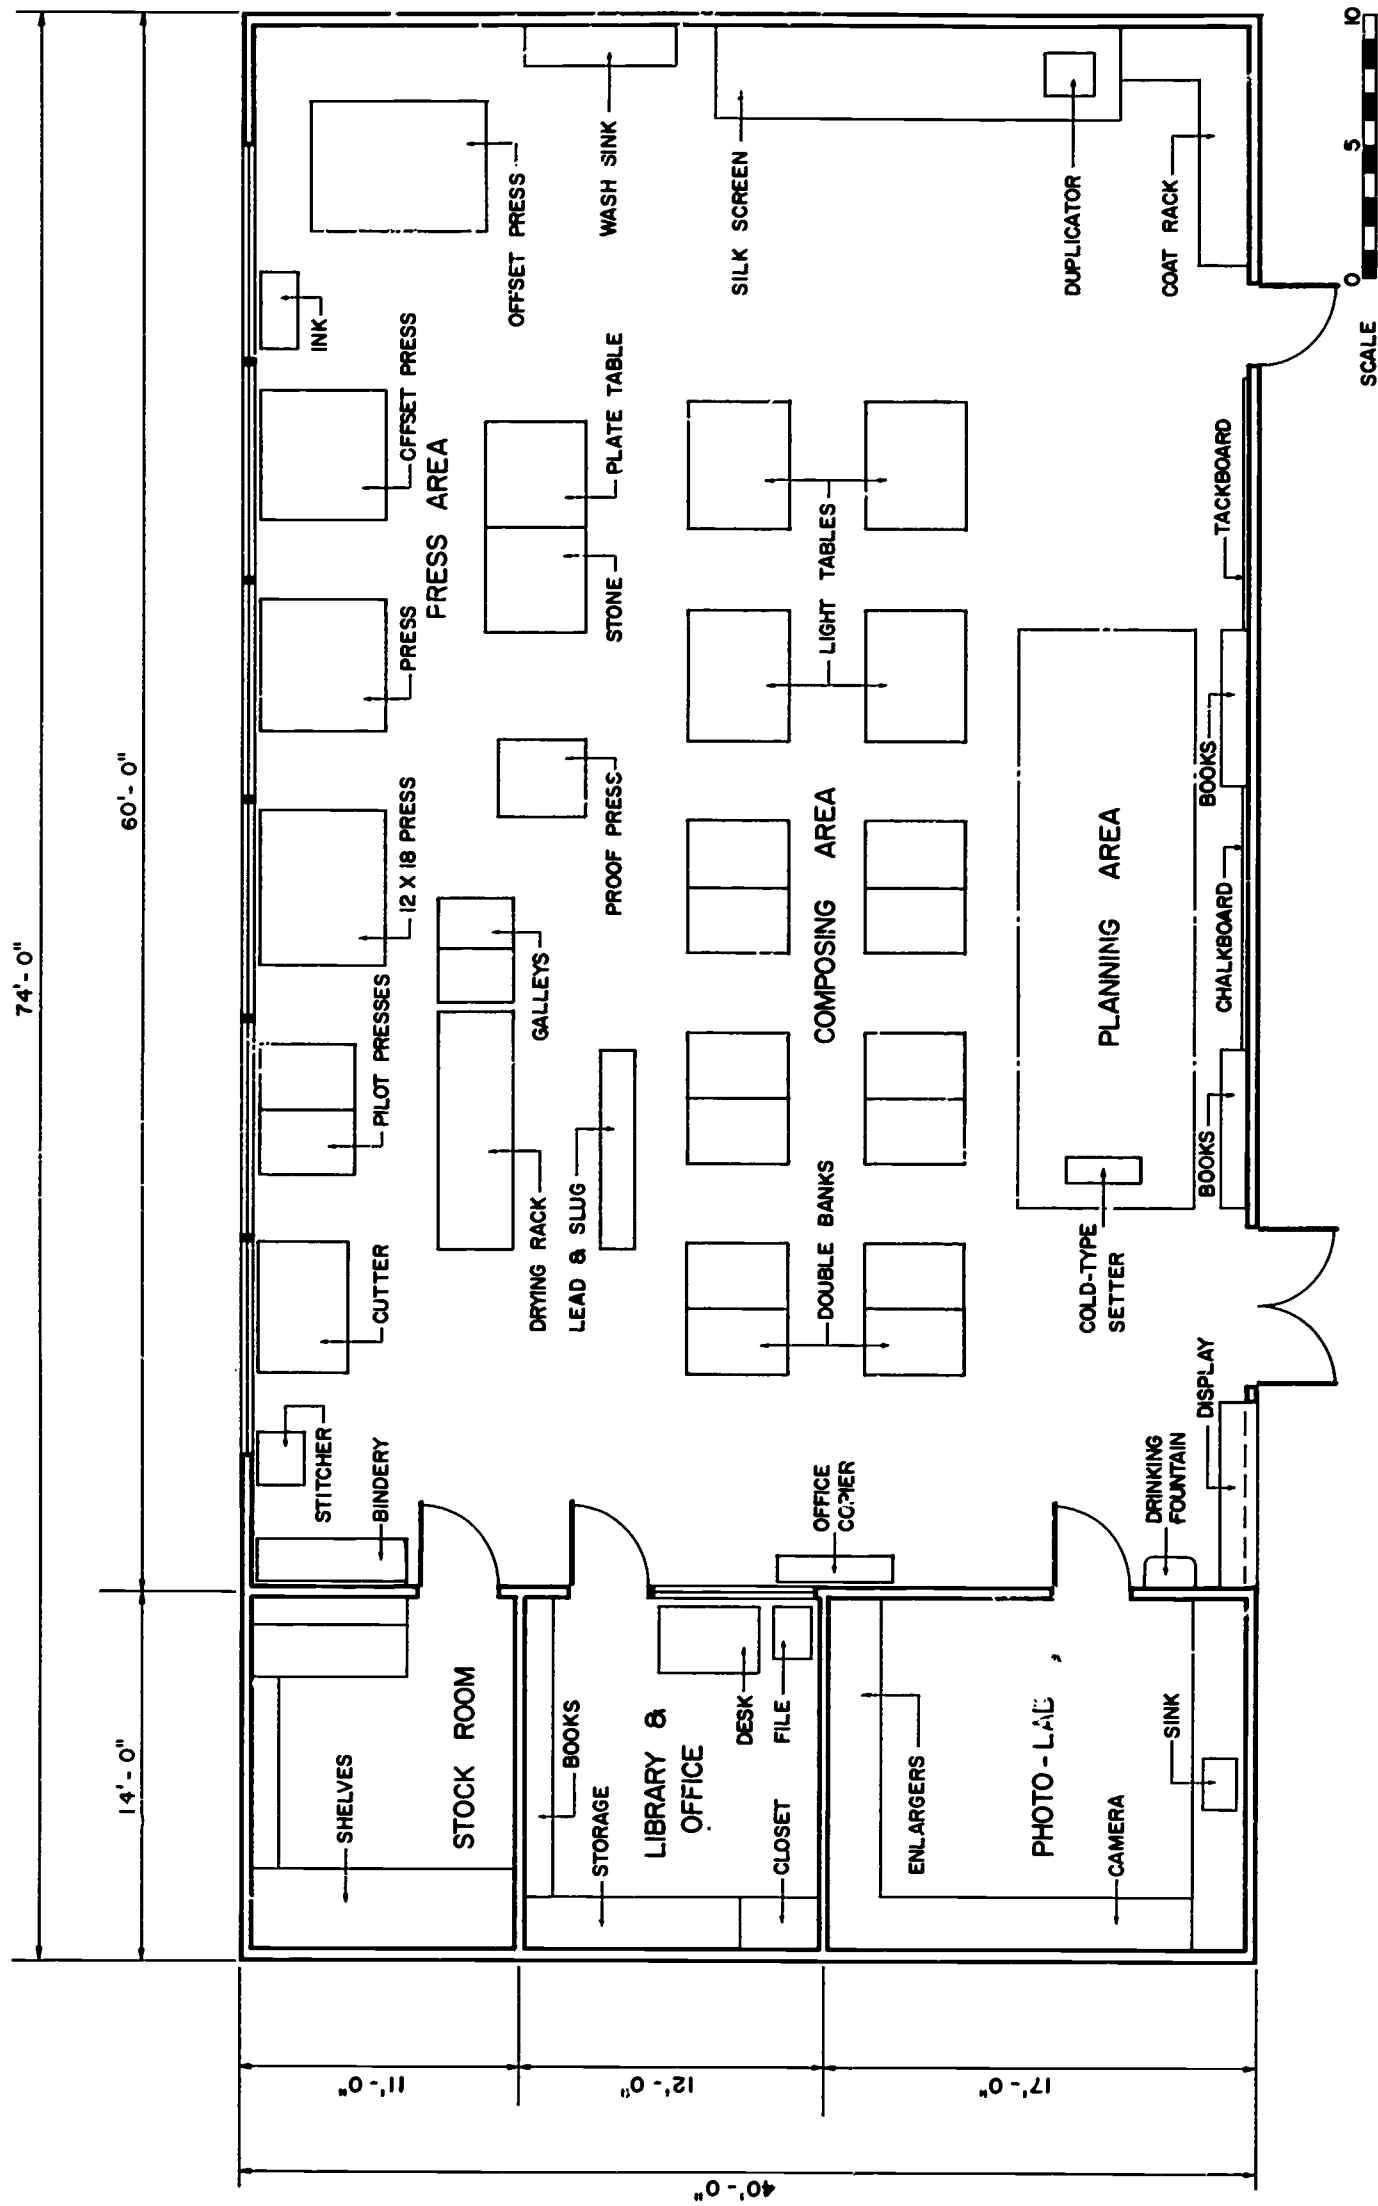 74'-0"
14'-0"
60'-0"
40'-0"
11'-0"
12'-0"
17'-0"
SHELVES
STOCK ROOM
BOOKS
STORAGE
LIBRARY &
OFFICE
DESK
FILE
CLOSET
ENLARGERS
PHOTO-LAB
CAMERA
SINK
STITCHER
BINDERY
CUTTER
PILOT PRESSES
12 X 18 PRESS
PRESS
OFFSET PRESS
PRESS AREA
INK
OFFSET PRESS
WASH SINK
DRYING RACK
GALLEYS
LEAD & SLUG
PROOF PRESS
STONE
PLATE TABLE
SILK SCREEN
OFFICE
COPIER
DOUBLE BANKS
COMPOSING AREA
LIGHT TABLES
DUPLICATOR
COLD-TYPE
SETTER
PLANNING AREA
COAT RACK
DRINKING
FOUNTAIN
DISPLAY
BOOKS
CHALKBOARD
BOOKS
TACKBOARD
SCALE
0 5 10